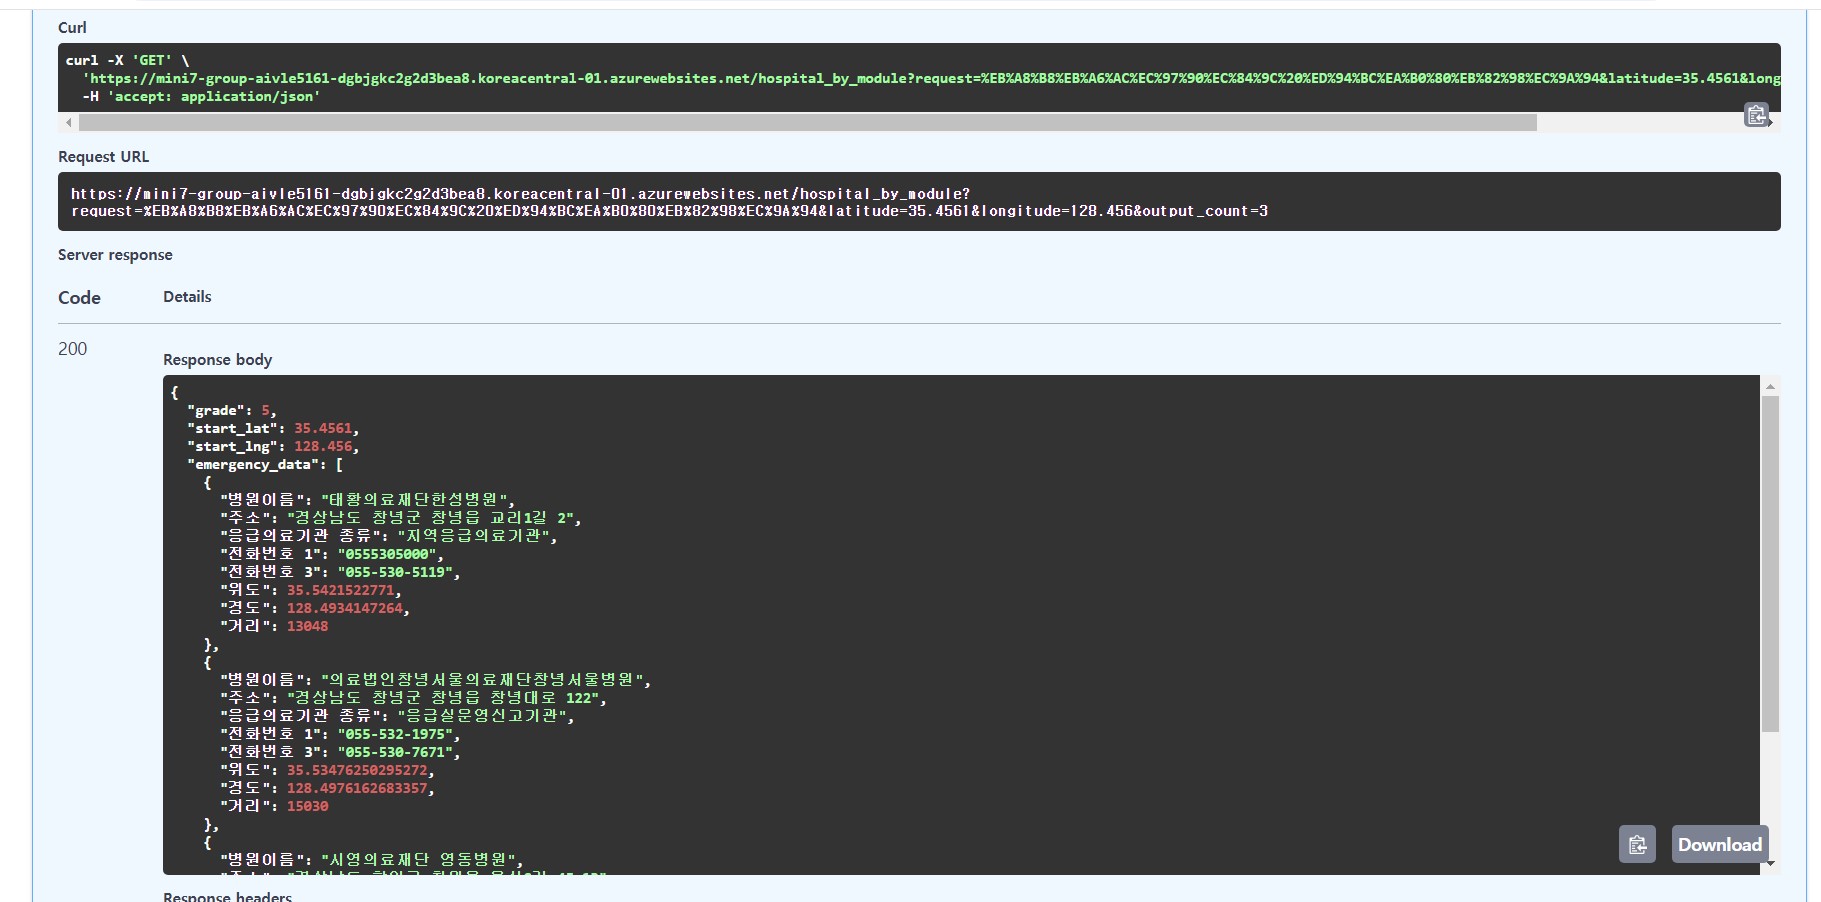 Curl
curl -X 'GET' \
'https://mini7-group-aivle5161-dgbjgkc2g2d3bea8.koreacentral-01.azurewebsites.net/hospital_by_module?request=%EB%A8%B8%EB%A6%AC%EC%97%90%EC%84%9C%20%ED%94%BC%EA%B0%80%EB%82%98%EC%9A%94&latitude=35.4561&long
-H 'accept: application/json'
Request URL
https://mini7-group-aivle5161-dgbjgkc2g2d3bea8.koreacentral-01.azurewebsites.net/hospital_by_module?
request=%EB%A8%B8%EB%A6%AC%EC%97%90%EC%84%9C%20%ED%94%BC%EA%B0%80%EB%82%98%EC%9A%94&latitude=35.4561&longitude=128.456&output_count=3
Server response
Code Details
200
Response body
{
"grade": 5,
"start_lat": 35.4561,
"start_lng": 128.456,
"emergency_data": [
{
"병원이름": "태황의료재단한성병원",
"주소": "경상남도 창녕군 창녕읍 교리1길 2",
"응급의료기관 종류": "지역응급의료기관",
"전화번호 1": "0555305000",
"전화번호 3": "055-530-5119",
"위도": 35.5421522771,
"경도": 128.4934147264,
"거리": 13048
},
{
"병원이름": "의료법인창녕서울의료재단창녕서울병원",
"주소": "경상남도 창녕군 창녕읍 창녕대로 122",
"응급의료기관 종류": "응급실운영신고기관",
"전화번호 1": "055-532-1975",
"전화번호 3": "055-530-7671",
"위도": 35.53476250295272,
"경도": 128.4976162683357,
"거리": 15030
},
{
"병원이름": "시영의료재단 영동병원",
Download
Response headers